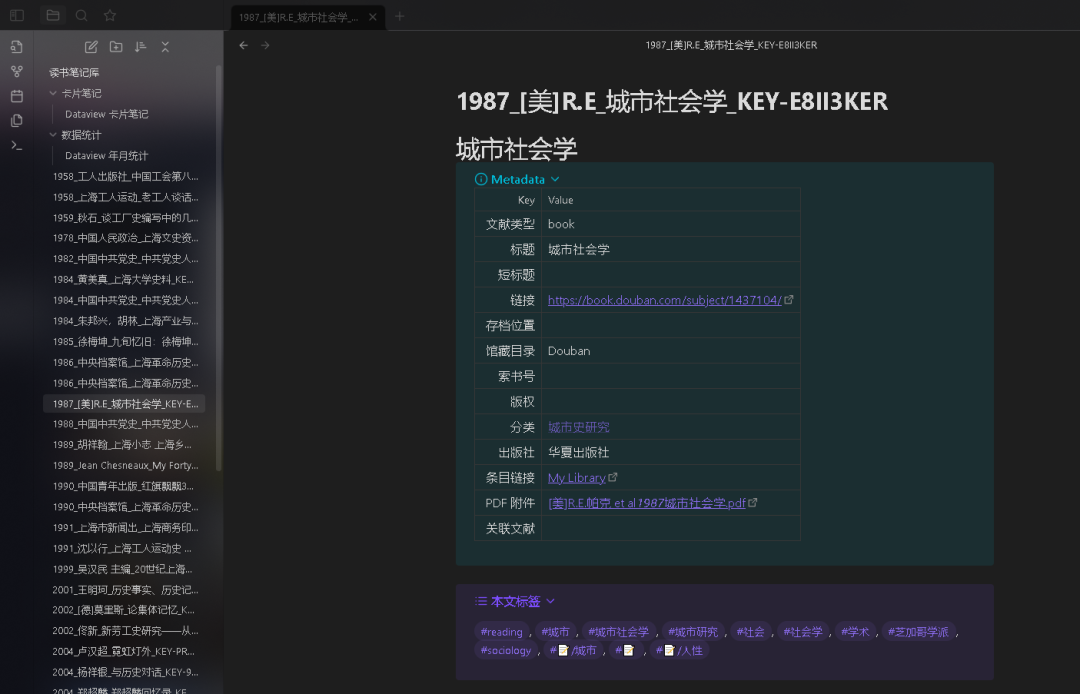 1987_[美]R.E_城市社会学_...
1987_[美]R.E_城市社会学_KEY-E8II3KER
读书笔记库
卡片笔记
Dataview 卡片笔记
数据统计
Dataview 年月统计
1958_工人出版社_中国工会第八...
1958_上海工人运动_老工人谈话...
1959_秋石_谈工厂史编写中的几...
1978_中国人民政治_上海文史资...
1982_中国中共党史_中共党史人...
1984_黄美真_上海大学史料_KE...
1984_中国中共党史_中共党史人...
1984_朱邦兴，胡林_上海产业与...
1985_徐梅坤_九旬忆旧：徐梅坤...
1986_中央档案馆_上海革命历史...
1986_中央档案馆_上海革命历史...
1987_[美]R.E_城市社会学_KEY-E...
1988_中国中共党史_中共党史人...
1989_胡祥翰_上海小志 上海乡...
1989_Jean Chesneaux_My Forty...
1990_中国青年出版_红旗飘飘3...
1990_中央档案馆_上海革命历史...
1991_上海市新闻出_上海商务印...
1991_沈以行_上海工人运动史 ...
1999_吴汉民 主编_20世纪上海...
2001_王明珂_历史事实、历史记...
2002_[德]莫里斯_论集体记忆_K...
2002_佟新_新劳工史研究——从...
2004_卢汉超_霓虹灯外_KEY-PR...
2004_杨祥银_与历史对话_KEY-9...
2004_郑超麟_郑超麟回忆录_KE...
1987_[美]R.E_城市社会学_KEY-E8II3KER
城市社会学
Metadata
Key Value
文献类型 book
标题 城市社会学
短标题
链接 https://book.douban.com/subject/1437104/
存档位置
馆藏目录 Douban
索书号
版权
分类 城市史研究
出版社 华夏出版社
条目链接 My Library
PDF 附件 [美]R.E.帕克 et al1987城市社会学.pdf
关联文献
本文标签
#reading , #城市 , #城市社会学 , #城市研究 , #社会 , #社会学 , #学术 , #芝加哥学派 ,
#sociology , #📝/城市 , #📝 , #📝/人性